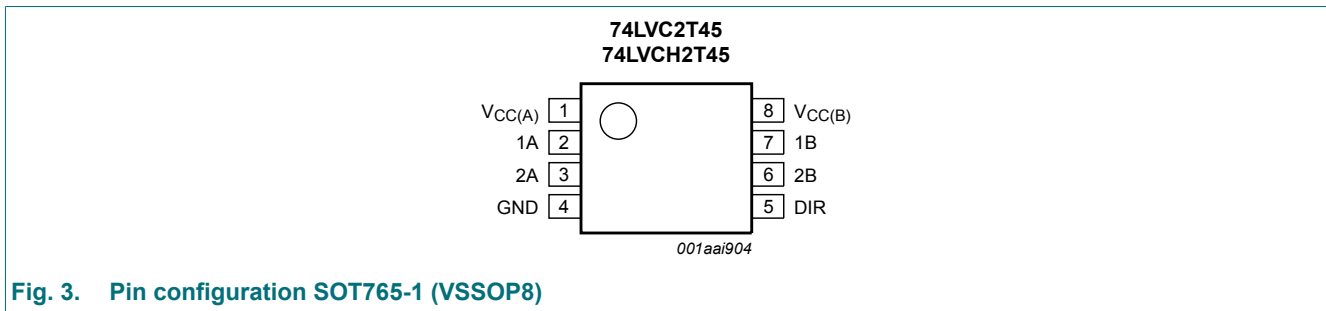 74LVC2T45
74LVCH2T45
VCC(A) 1 8 VCC(B)
1A 2 7 1B
2A 3 6 2B
GND 4 5 DIR
001aai904
Fig. 3. Pin configuration SOT765-1 (VSSOP8)